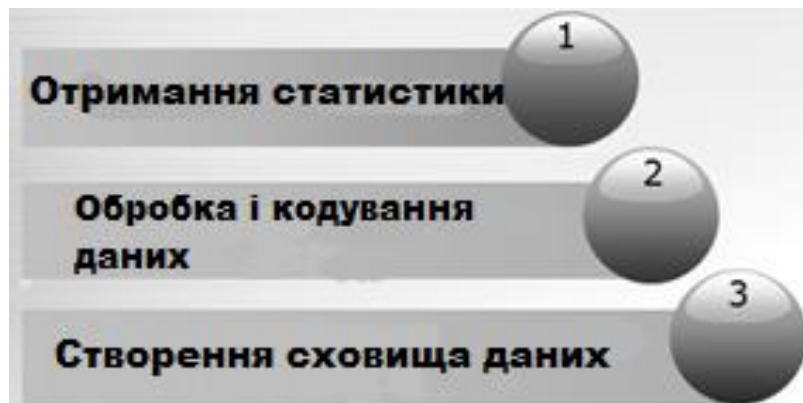 1
Отримання статистики
2
Обробка і кодування
даних
3
Створення сховища даних